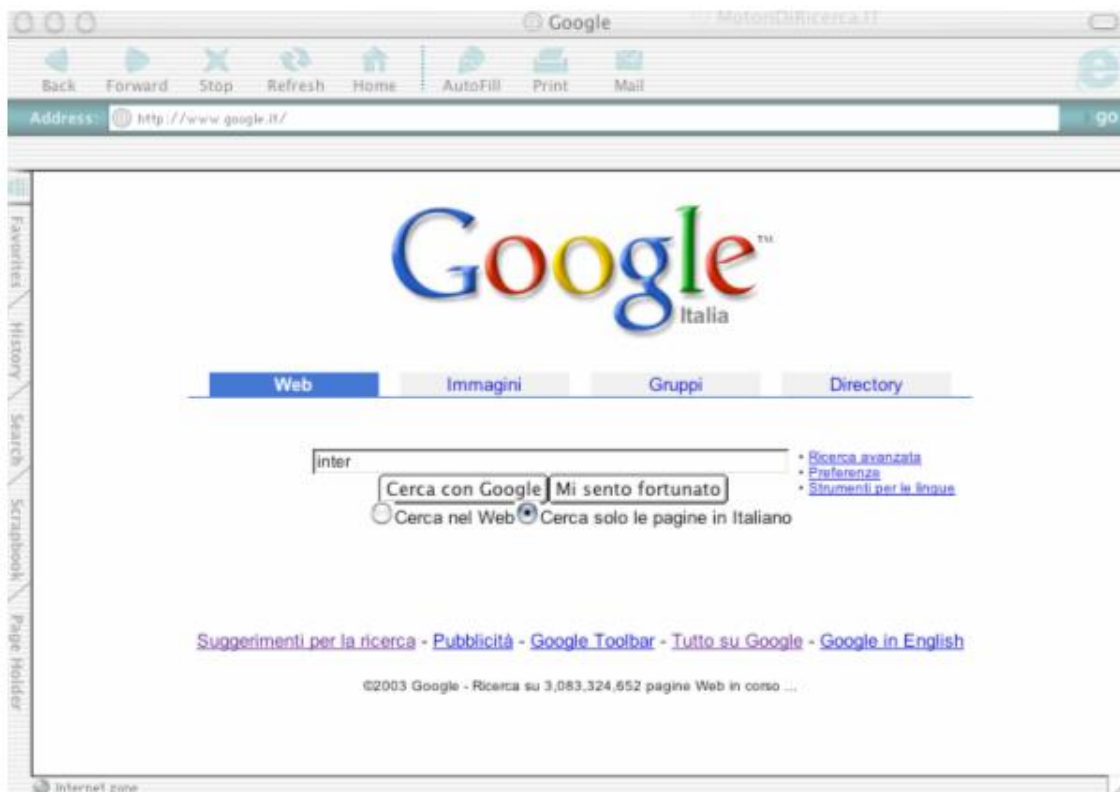 Google MotoriDiRicerca.IT
Back Forward Stop Refresh Home AutoFill Print Mail
Address: http://www.google.it/ go
Favorites
History
Search
Scrapbook
Page Holder
Google™
Italia
Web Immagini Gruppi Directory
inter
• Ricerca avanzata
• Preferenze
• Strumenti per le lingue
Cerca con Google Mi sento fortunato
Cerca nel Web Cerca solo le pagine in Italiano
Suggerimenti per la ricerca - Pubblicità - Google Toolbar - Tutto su Google - Google in English
©2003 Google - Ricerca su 3,083,324,652 pagine Web in corso ...
Internet zone